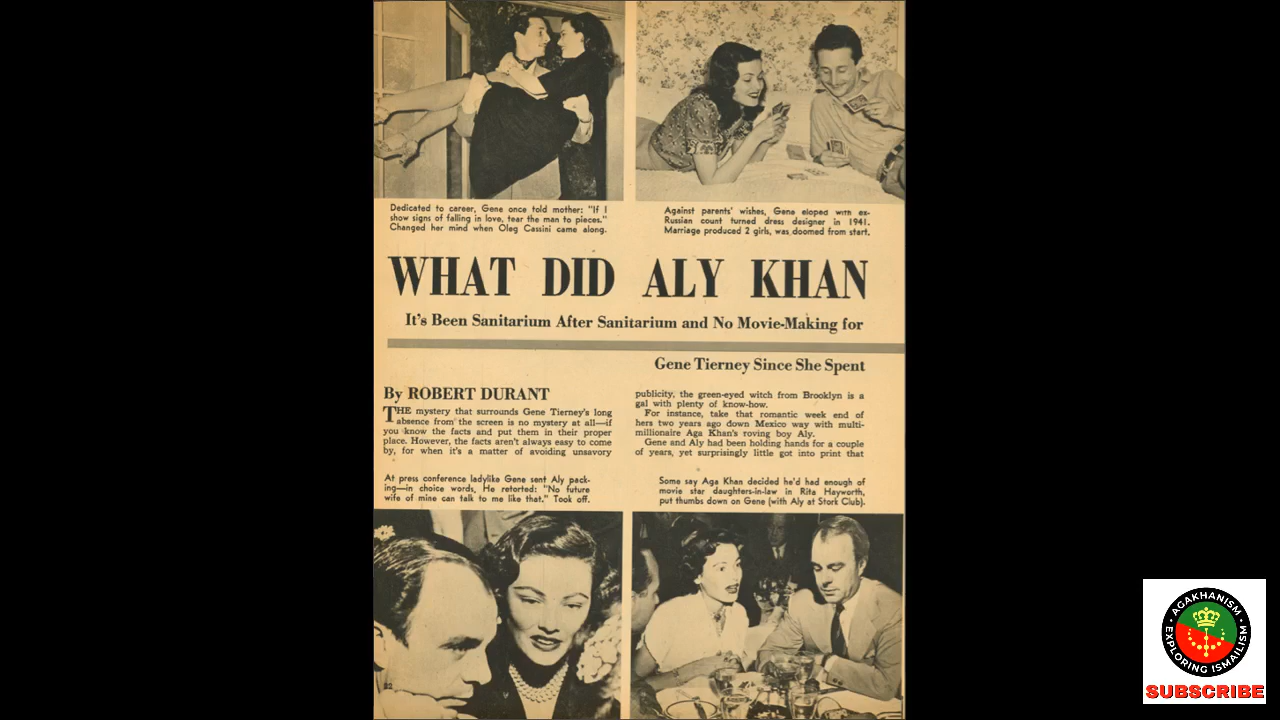 Dedicated to career, Gene once told mother: "If I
show signs of falling in love, tear the man to pieces."
Changed her mind when Oleg Cassini came along.
Against parents' wishes, Gene eloped with ex-
Russian count turned dress designer in 1941.
Marriage produced 2 girls, was doomed from start.
WHAT DID ALY KHAN
It's Been Sanitarium After Sanitarium and No Movie-Making for
Gene Tierney Since She Spent
By ROBERT DURANT
THE mystery that surrounds Gene Tierney's long
absence from the screen is no mystery at all—if
you know the facts and put them in their proper
place. However, the facts aren't always easy to come
by, for when it's a matter of avoiding unsavory
publicity, the green-eyed witch from Brooklyn is a
gal with plenty of know-how.
For instance, take that romantic week end of
hers two years ago down Mexico way with multi-
millionaire Aga Khan's roving boy Aly.
Gene and Aly had been holding hands for a couple
of years, yet surprisingly little got into print that
At press conference ladylike Gene sent Aly pack-
ing—in choice words. He retorted: "No future
wife of mine can talk to me like that." Took off.
Some say Aga Khan decided he'd had enough of
movie star daughters-in-law in Rita Hayworth,
put thumbs down on Gene (with Aly at Stork Club).
AGAKHANISM
• EXPLORING ISMAILISM •
SUBSCRIBE